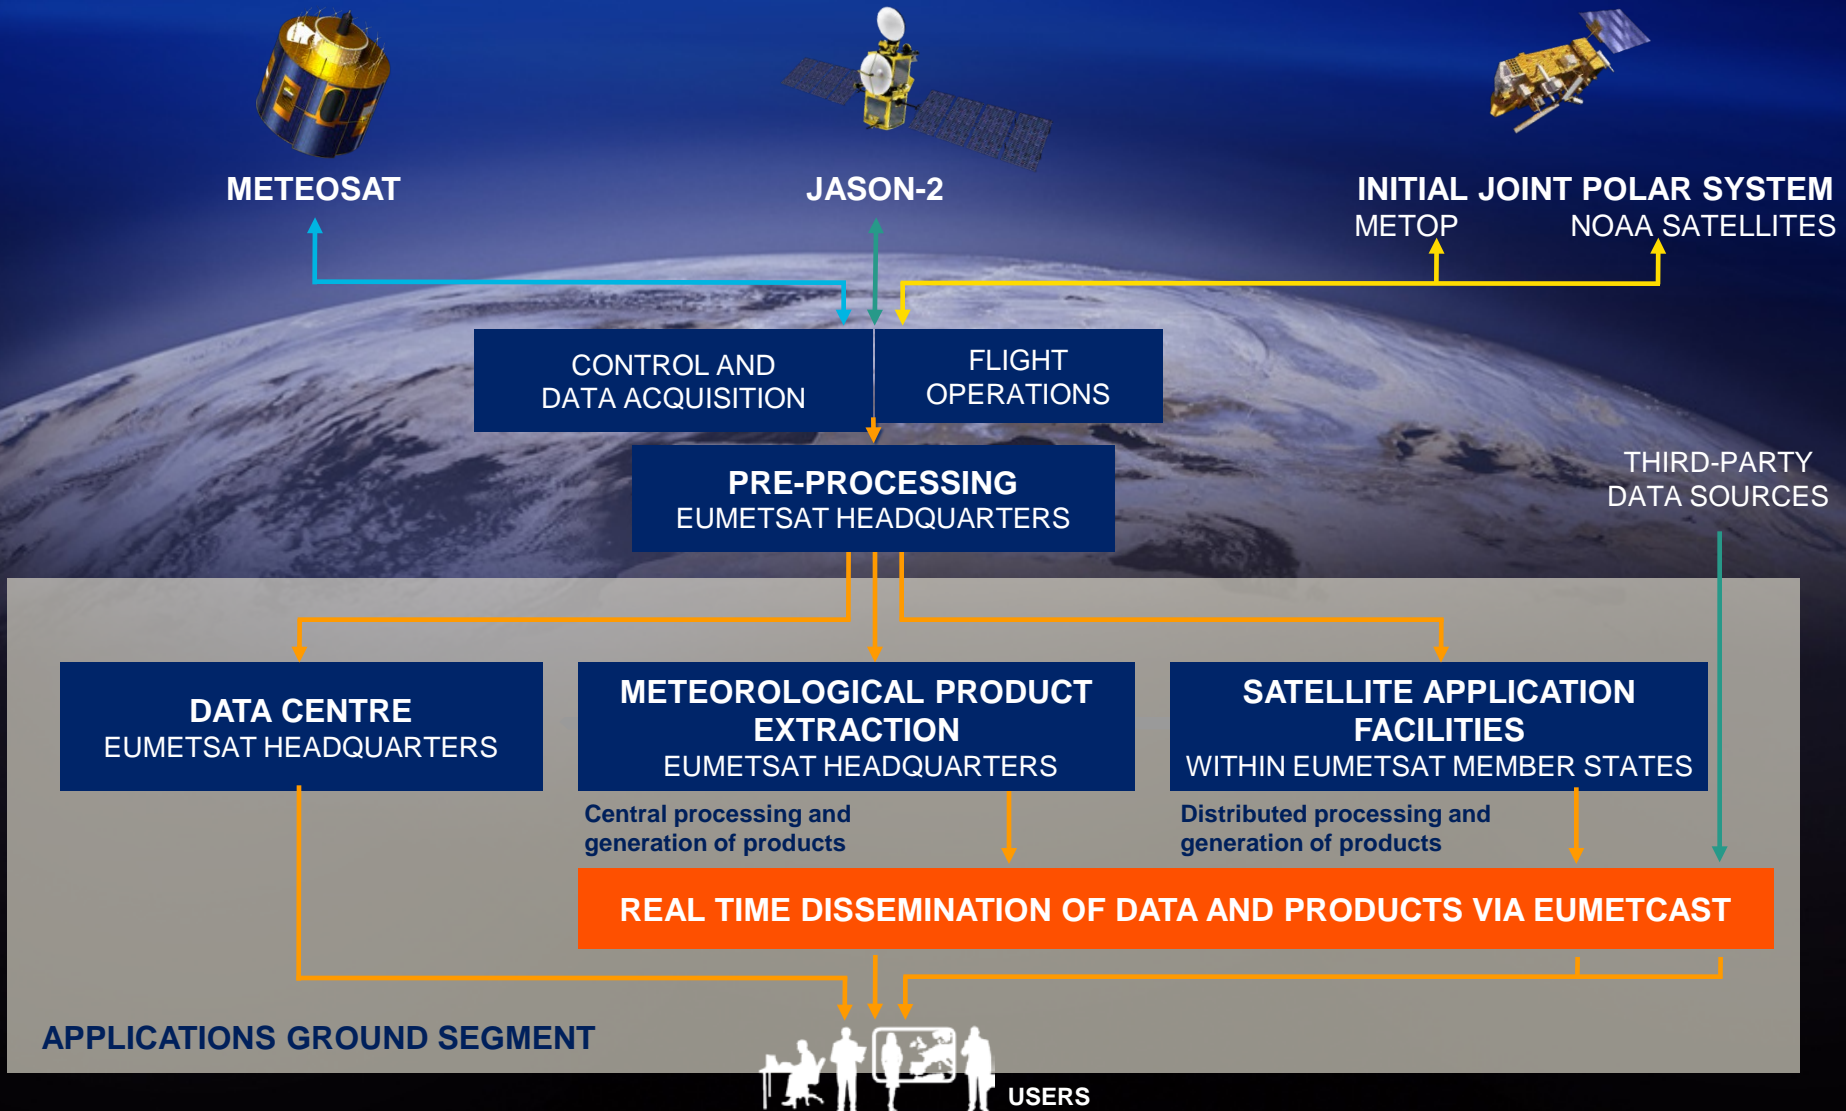 METEOSAT
JASON-2
INITIAL JOINT POLAR SYSTEM
METOP
NOAA SATELLITES
CONTROL AND
DATA ACQUISITION
FLIGHT
OPERATIONS
PRE-PROCESSING
EUMETSAT HEADQUARTERS
THIRD-PARTY
DATA SOURCES
DATA CENTRE
EUMETSAT HEADQUARTERS
METEOROLOGICAL PRODUCT
EXTRACTION
EUMETSAT HEADQUARTERS
SATELLITE APPLICATION
FACILITIES
WITHIN EUMETSAT MEMBER STATES
Central processing and
generation of products
Distributed processing and
generation of products
REAL TIME DISSEMINATION OF DATA AND PRODUCTS VIA EUMETCAST
APPLICATIONS GROUND SEGMENT
USERS